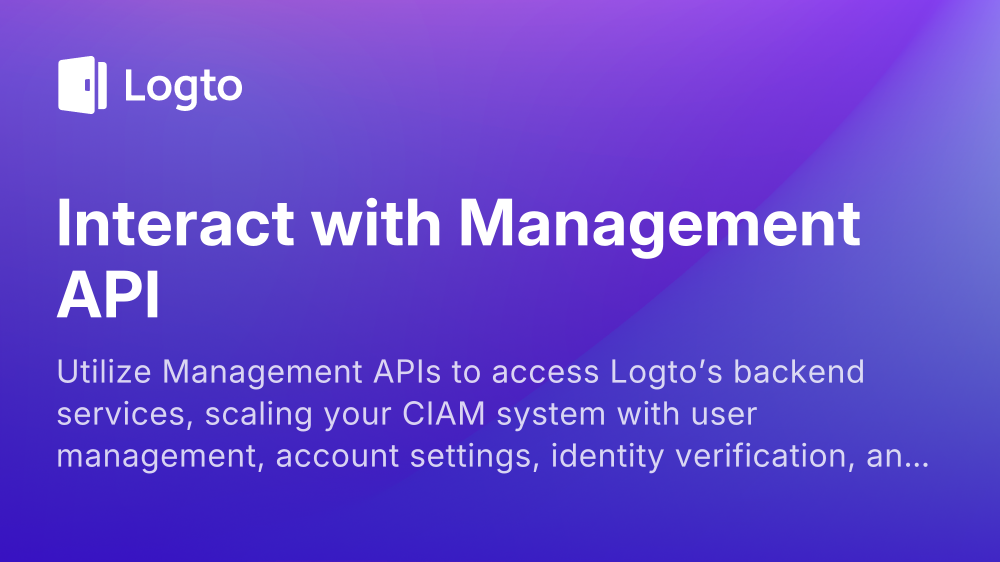 Logto
Interact with Management
API
Utilize Management APIs to access Logto’s backend
services, scaling your CIAM system with user
management, account settings, identity verification, an...